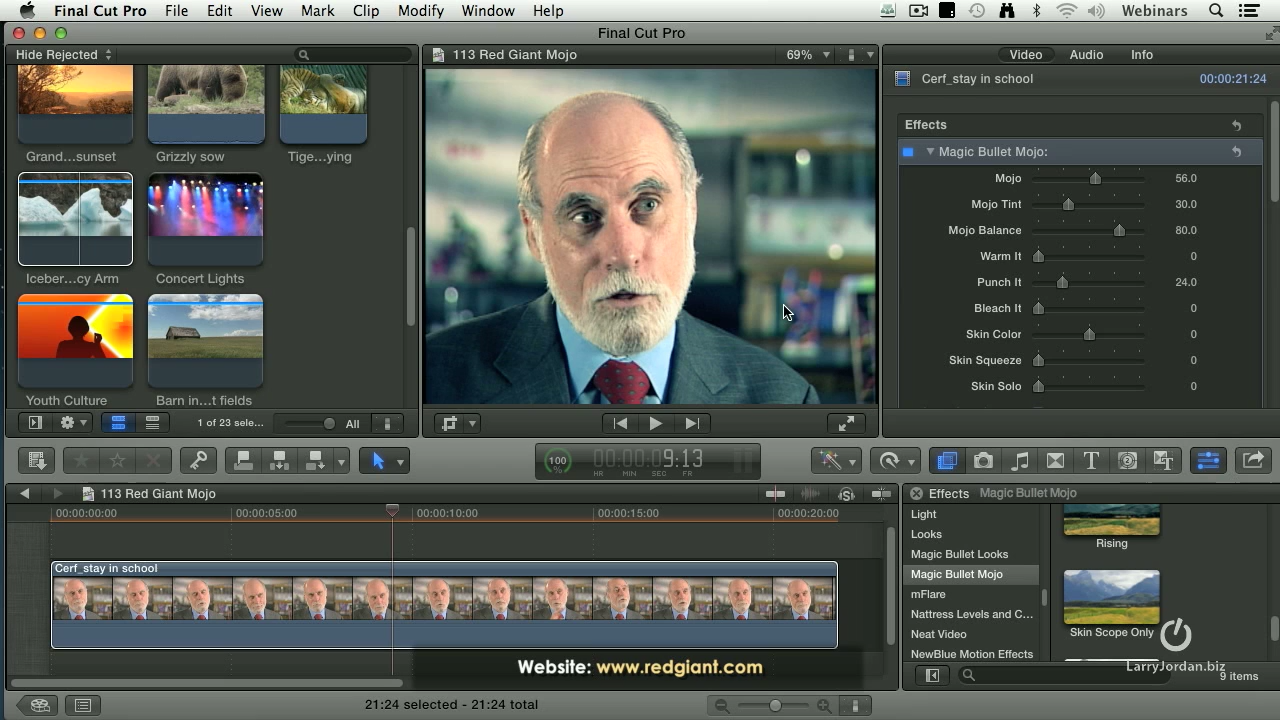 Final Cut Pro File Edit View Mark Clip Modify Window Help Webinars
Final Cut Pro
Hide Rejected
Grand...sunset
Grizzly sow
Tige...ying
Iceber...cy Arm
Concert Lights
Youth Culture
Barn in...t fields
1 of 23 sele...
All
113 Red Giant Mojo
69%
Video Audio Info
Cerf_stay in school 00:00:21:24
Effects
Magic Bullet Mojo:
Mojo 56.0
Mojo Tint 30.0
Mojo Balance 80.0
Warm It 0
Punch It 24.0
Bleach It 0
Skin Color 0
Skin Squeeze 0
Skin Solo 0
100 00:00:09:13
HR MIN SEC FR
113 Red Giant Mojo
00:00:00:00 00:00:05:00 00:00:10:00 00:00:15:00 00:00:20:00
Cerf_stay in school
Effects Magic Bullet Mojo
Light
Looks
Magic Bullet Looks
Magic Bullet Mojo
mFlare
Nattress Levels and C...
Neat Video
NewBlue Motion Effects
Rising
Skin Scope Only
LarryJordan.biz
9 items
Website: www.redgiant.com
21:24 selected - 21:24 total